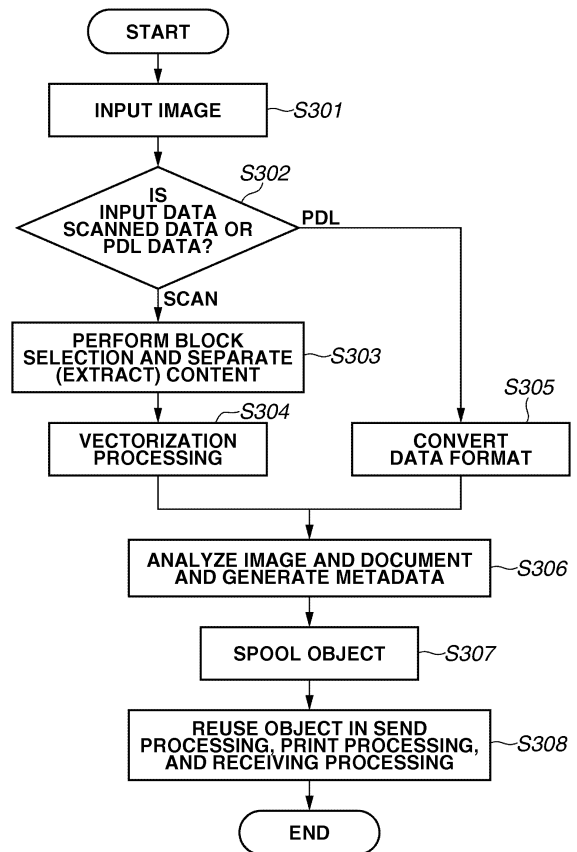 START
INPUT IMAGE
S301
S302
IS
INPUT DATA
SCANNED DATA OR
PDL DATA?
PDL
SCAN
PERFORM BLOCK
SELECTION AND SEPARATE
(EXTRACT) CONTENT
S303
S304
VECTORIZATION
PROCESSING
S305
CONVERT
DATA FORMAT
ANALYZE IMAGE AND DOCUMENT
AND GENERATE METADATA
S306
SPOOL OBJECT
S307
REUSE OBJECT IN SEND
PROCESSING, PRINT PROCESSING,
AND RECEIVING PROCESSING
S308
END